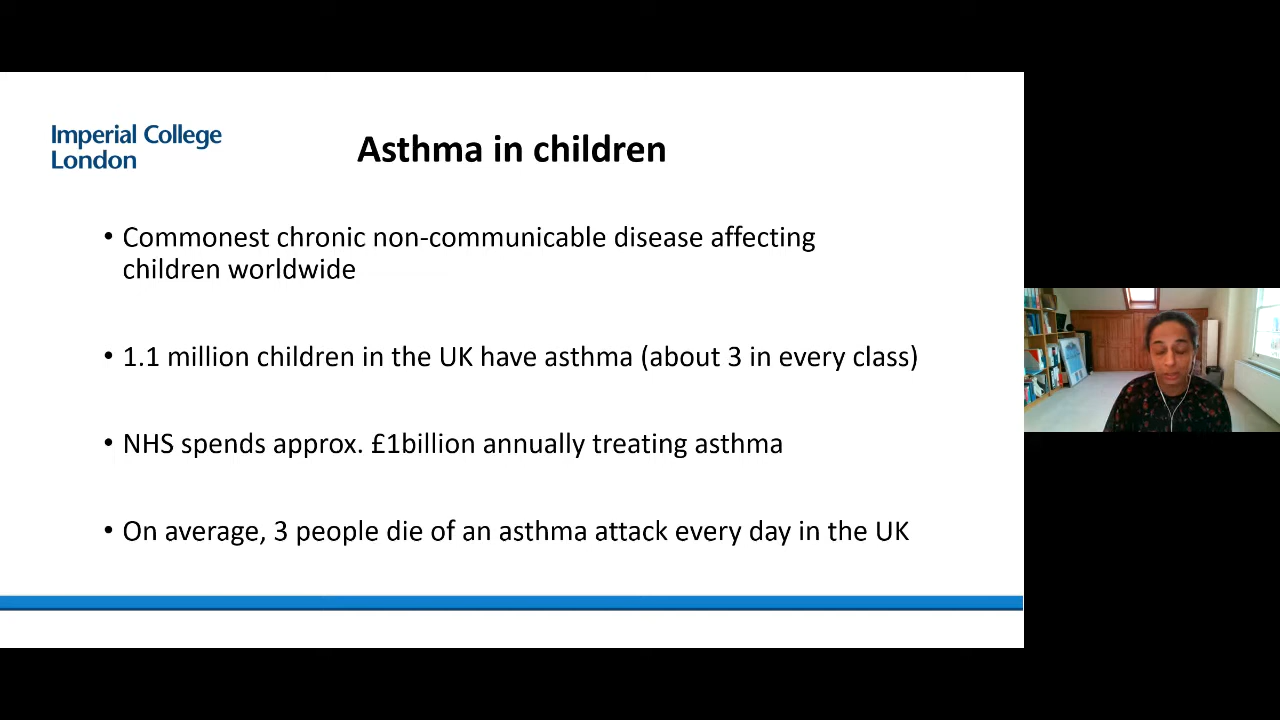 Imperial College
London
Asthma in children
• Commonest chronic non-communicable disease affecting
children worldwide
• 1.1 million children in the UK have asthma (about 3 in every class)
• NHS spends approx. £1billion annually treating asthma
• On average, 3 people die of an asthma attack every day in the UK